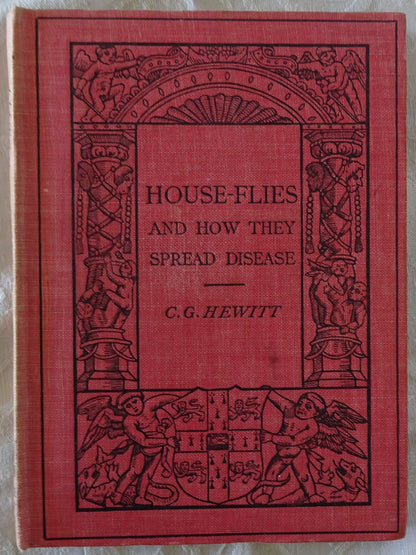 HOUSE-FLIES
AND HOW THEY
SPREAD DISEASE
C. G. HEWITT